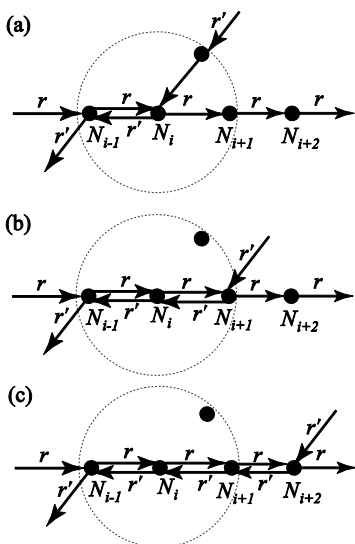 (a)
r'
r r r r r
r' r'
N_{i-1} N_i N_{i+1} N_{i+2}
(b)
r'
r r r r r
r' r' r'
N_{i-1} N_i N_{i+1} N_{i+2}
(c)
r'
r r r r r
r' r' r' r'
N_{i-1} N_i N_{i+1} N_{i+2}